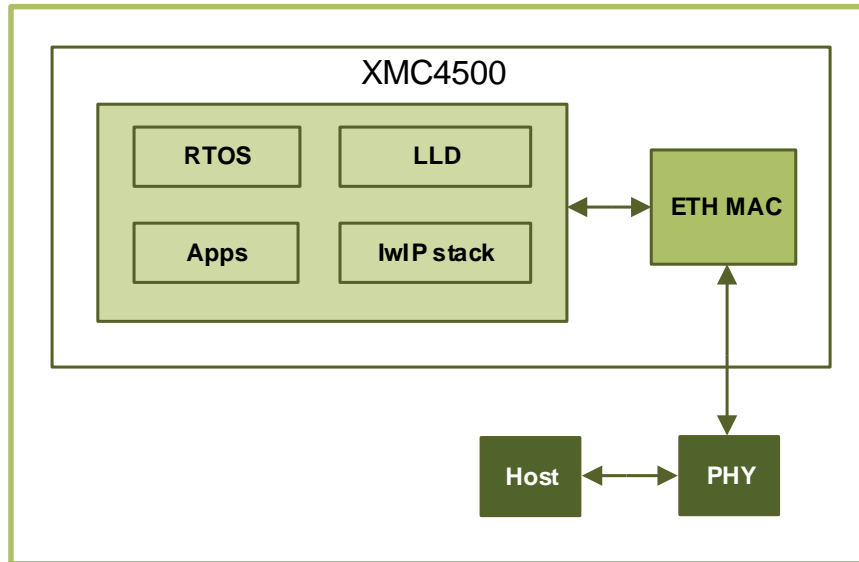 XMC4500
RTOS
LLD
ETH MAC
Apps
lwIP stack
Host
PHY